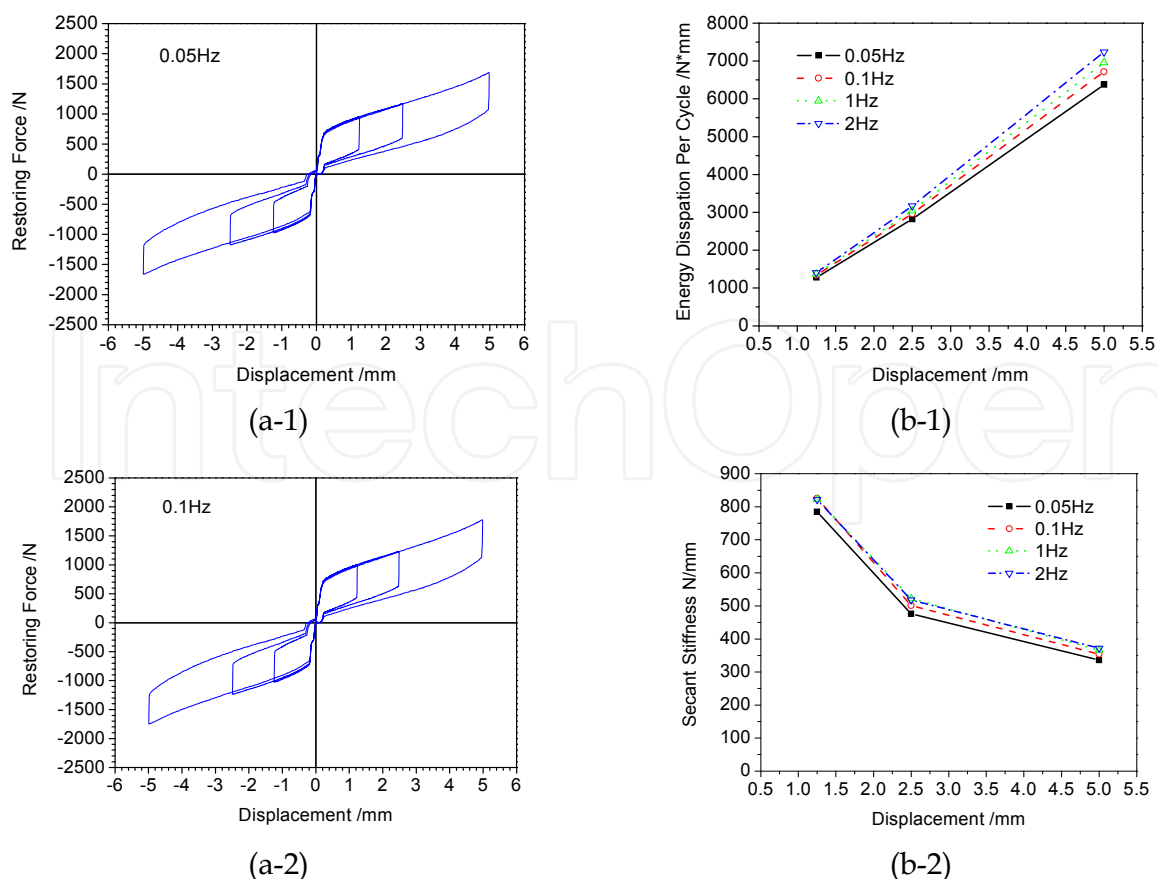 2500
2000
1500
1000
500
0
-500
-1000
-1500
-2000
-2500
0.05Hz
Restoring Force /N
-6 -5 -4 -3 -2 -1 0 1 2 3 4 5 6
Displacement /mm
(a-1)
8000
7000
6000
5000
4000
3000
2000
1000
0
0.05Hz
0.1Hz
1Hz
2Hz
Energy Disspation Per Cycle /N*mm
0.5 1.0 1.5 2.0 2.5 3.0 3.5 4.0 4.5 5.0 5.5
Displacement /mm
(b-1)
IntechOpen
2500
2000
1500
1000
500
0
-500
-1000
-1500
-2000
-2500
0.1Hz
Restoring Force /N
-6 -5 -4 -3 -2 -1 0 1 2 3 4 5 6
Displacement /mm
(a-2)
900
800
700
600
500
400
300
200
100
0
0.05Hz
0.1Hz
1Hz
2Hz
Secant Stiffness N/mm
0.5 1.0 1.5 2.0 2.5 3.0 3.5 4.0 4.5 5.0 5.5
Displacement /mm
(b-2)